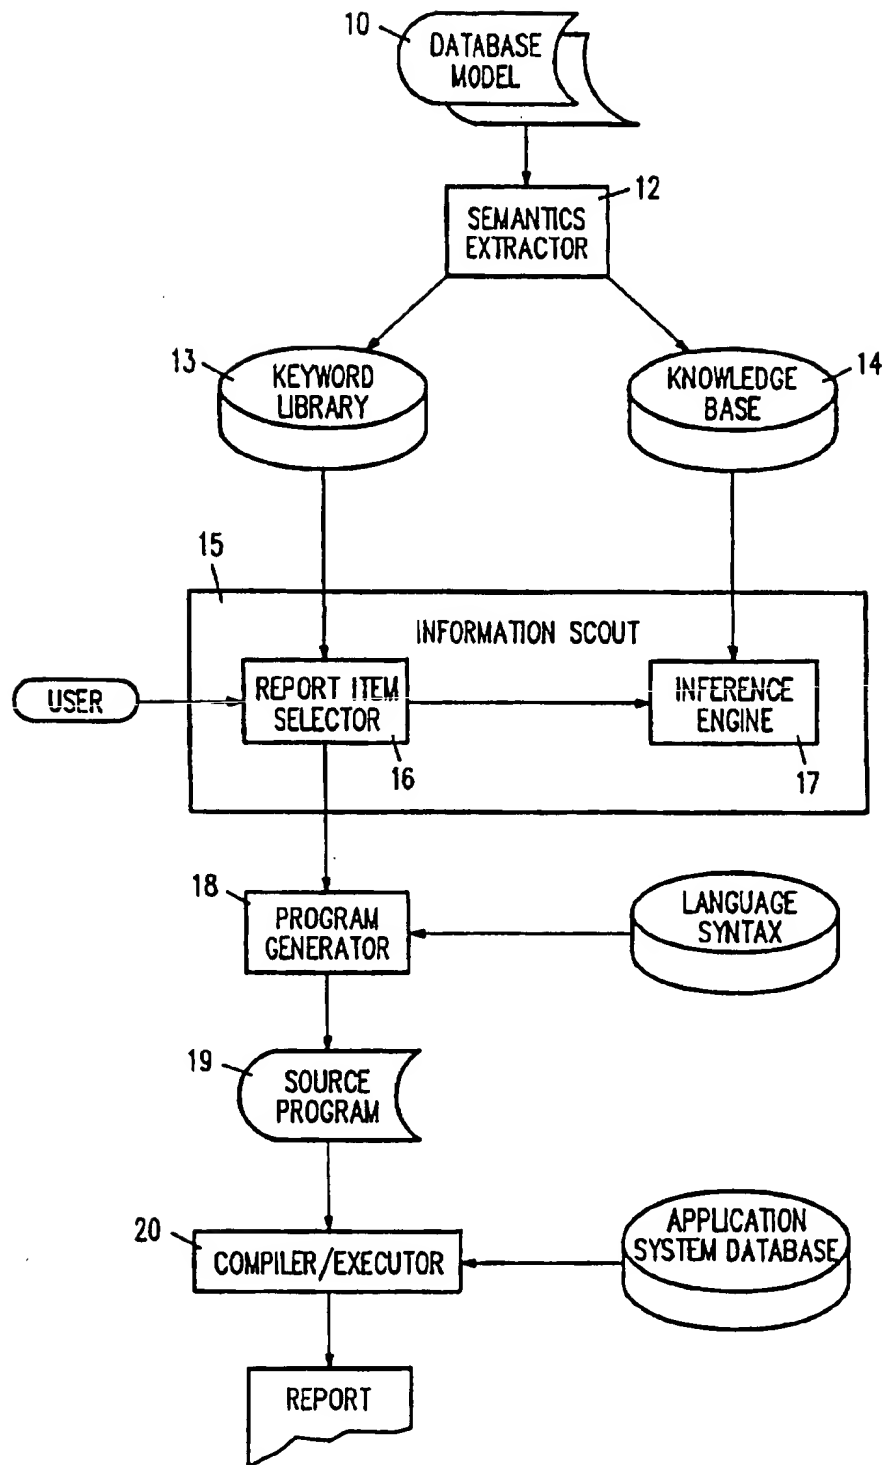 10
DATABASE
MODEL
12
SEMANTICS
EXTRACTOR
13
KEYWORD
LIBRARY
KNOWLEDGE
BASE
14
15
INFORMATION SCOUT
USER
REPORT ITEM
SELECTOR
16
INFERENCE
ENGINE
17
18
PROGRAM
GENERATOR
LANGUAGE
SYNTAX
19
SOURCE
PROGRAM
20
COMPILER/EXECUTOR
APPLICATION
SYSTEM DATABASE
REPORT